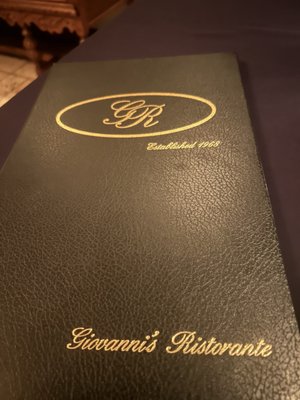 GR
Established 1968
Giovanni's Ristorante